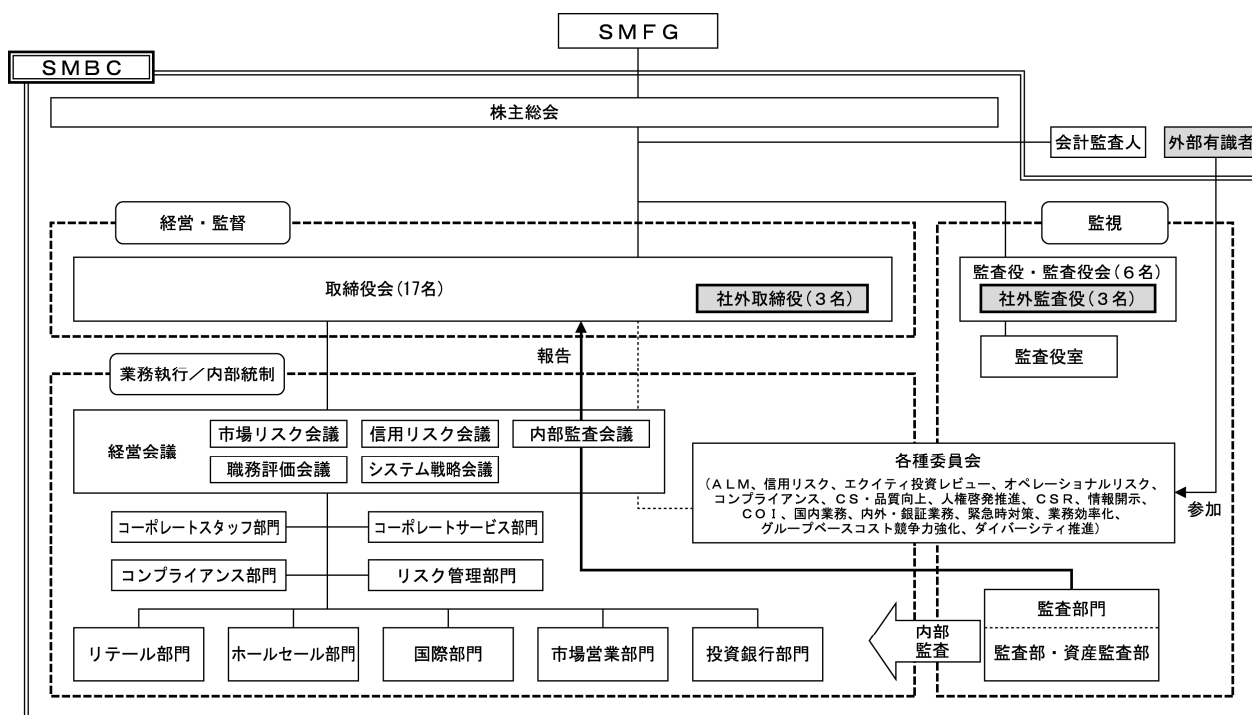 SMFG
SMBC
株主総会
会計監査人
外部有識者
経営・監督
監視
取締役会(17名)
社外取締役(３名)
監査役・監査役会(６名)
社外監査役(３名)
監査役室
報告
業務執行／内部統制
経営会議
市場リスク会議
信用リスク会議
内部監査会議
職務評価会議
システム戦略会議
各種委員会
(ＡＬＭ、信用リスク、エクイティ投資レビュー、オペレーショナルリスク、
コンプライアンス、ＣＳ・品質向上、人権啓発推進、ＣＳＲ、情報開示、
ＣＯＩ、国内業務、内外・銀証業務、緊急時対策、業務効率化、
グループベースコスト競争力強化、ダイバーシティ推進)
参加
コーポレートスタッフ部門
コーポレートサービス部門
コンプライアンス部門
リスク管理部門
リテール部門
ホールセール部門
国際部門
市場営業部門
投資銀行部門
内部
監査
監査部門
監査部・資産監査部